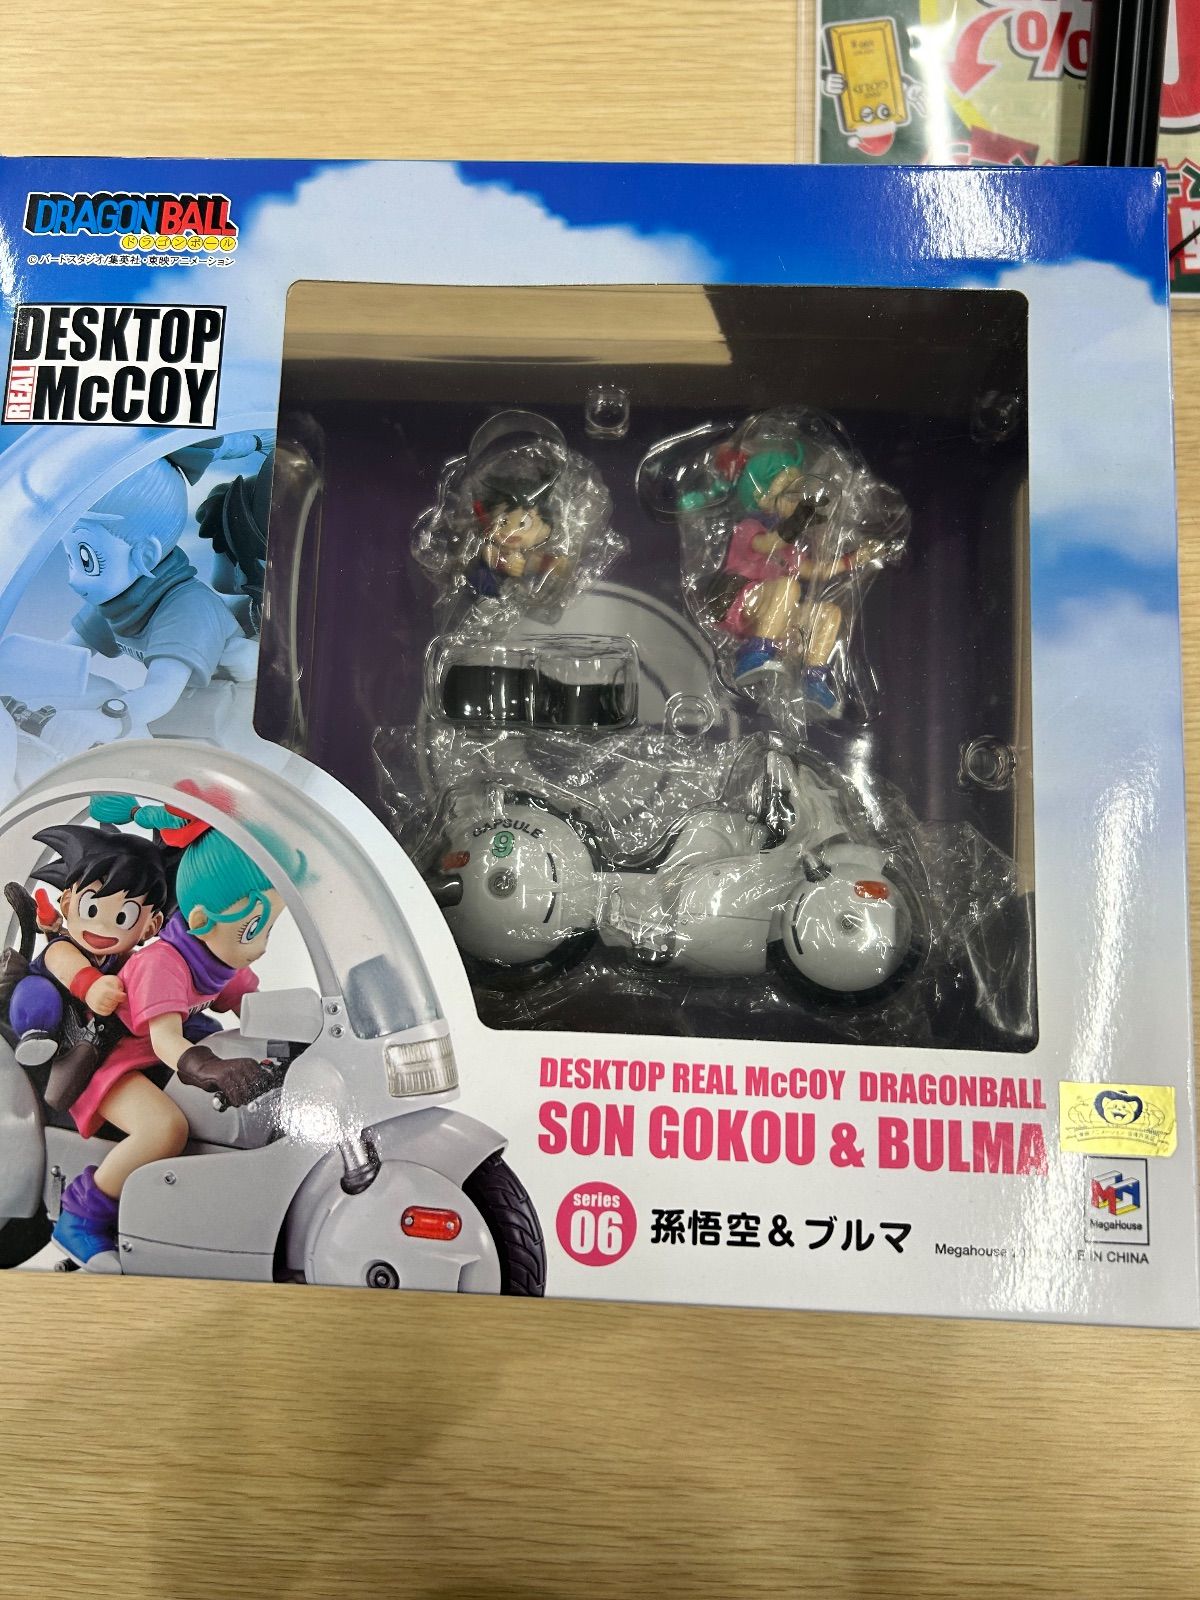 GOLD
%
DRAGON BALL
ドラゴンボール
© バードスタジオ/集英社・東映アニメーション
DESKTOP
REAL McCOY
CAPSULE
9
DESKTOP REAL McCOY DRAGONBALL
SON GOKOU & BULMA
series
06
孫悟空&ブルマ
MegaHouse
Megahouse MADE IN CHINA